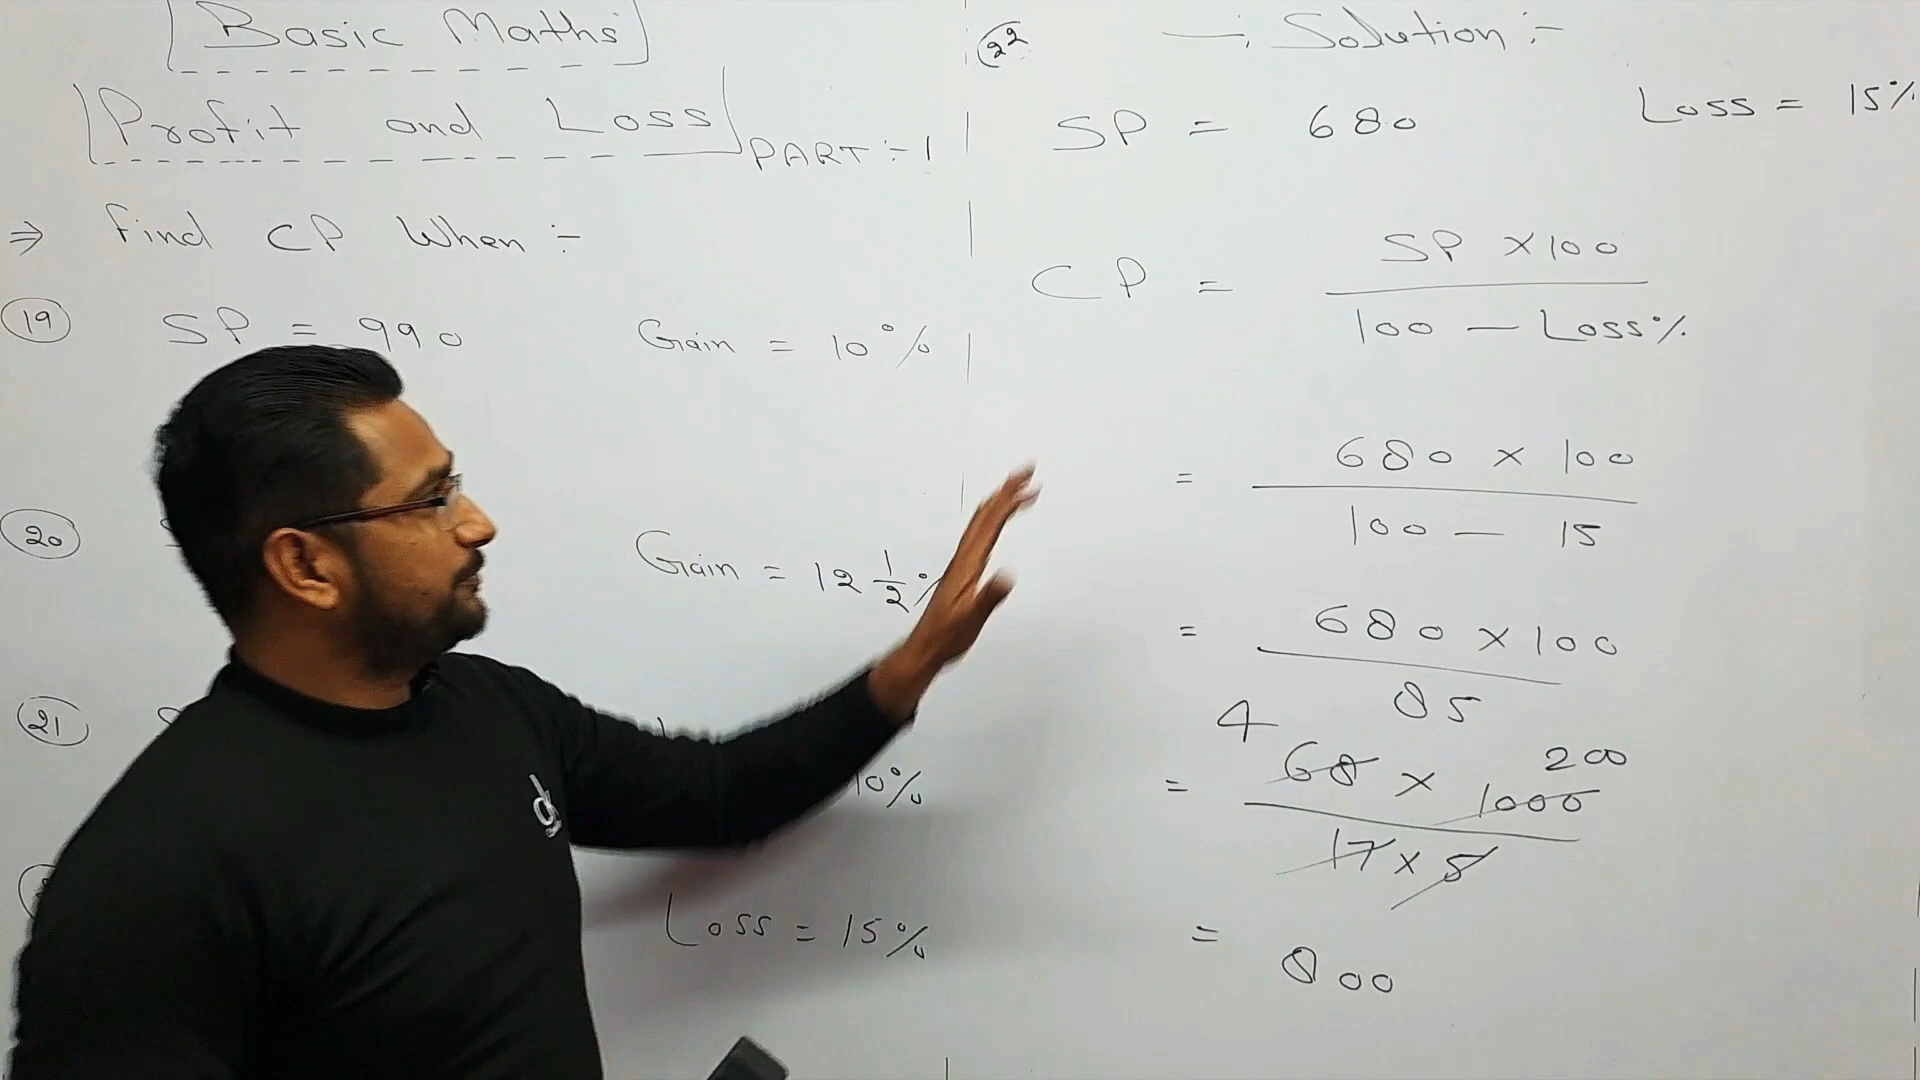 Basic Maths
Profit and Loss PART :- 1
⇒ Find CP When :-
19 SP = 990 Gain = 10%
20 Gain = 12 1/2 %
21 10%
Loss = 15%
22 —: Solution :-
SP = 680 Loss = 15%
CP = SP × 100 / 100 — Loss%
= 680 × 100 / 100 — 15
= 680 × 100 / 85
4 200
= 68 × 1000 / 17 × 5
= 800